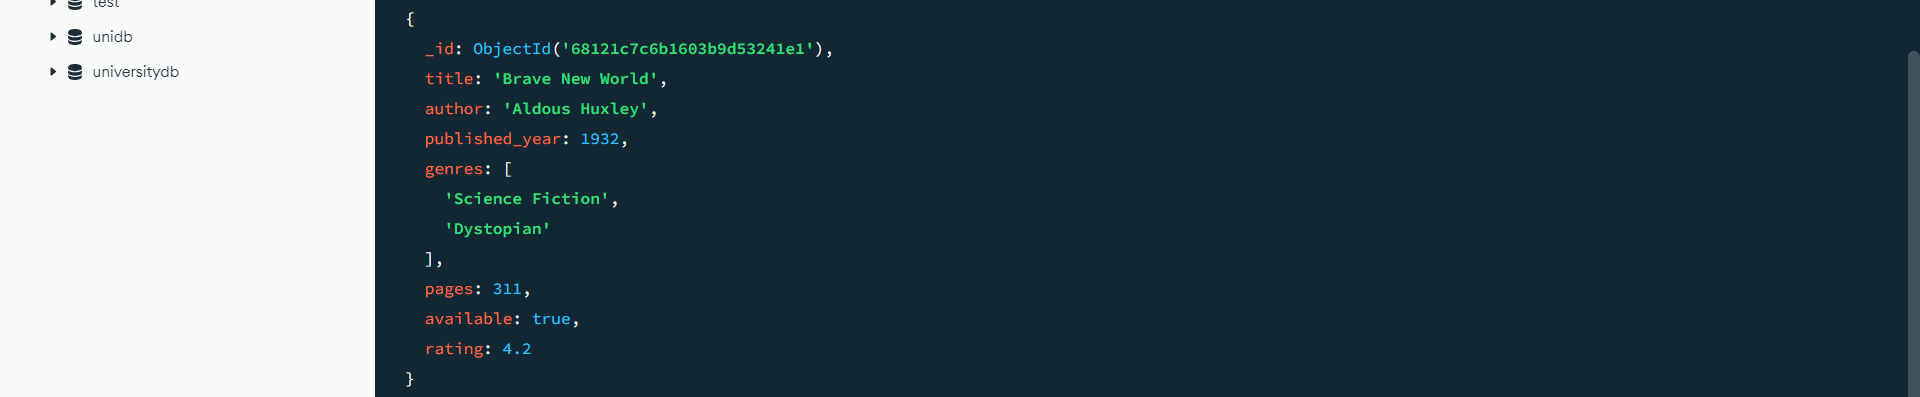 test
unidb
universitydb
{
_id: ObjectId('68121c7c6b1603b9d53241e1'),
title: 'Brave New World',
author: 'Aldous Huxley',
published_year: 1932,
genres: [
'Science Fiction',
'Dystopian'
],
pages: 311,
available: true,
rating: 4.2
}